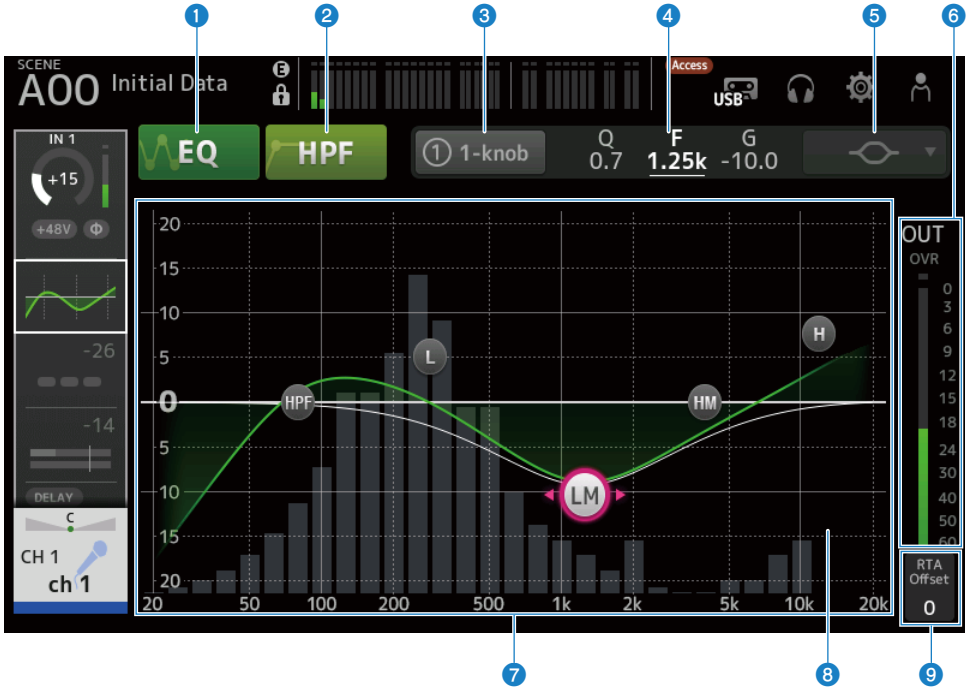 1 2 3 4 5 6
SCENE
A00 Initial Data
E
Access
USB
IN 1
+15
+48V Φ
EQ
HPF
1 1-knob
Q F G
0.7 1.25k -10.0
-26
-14
DELAY
C
CH 1
ch 1
20
15
10
5
0
5
10
15
20
20 50 100 200 500 1k 2k 5k 10k 20k
HPF
L
LM
HM
H
OUT
OVR
0
3
6
9
12
15
18
24
30
40
50
60
RTA
Offset
0
7 8 9